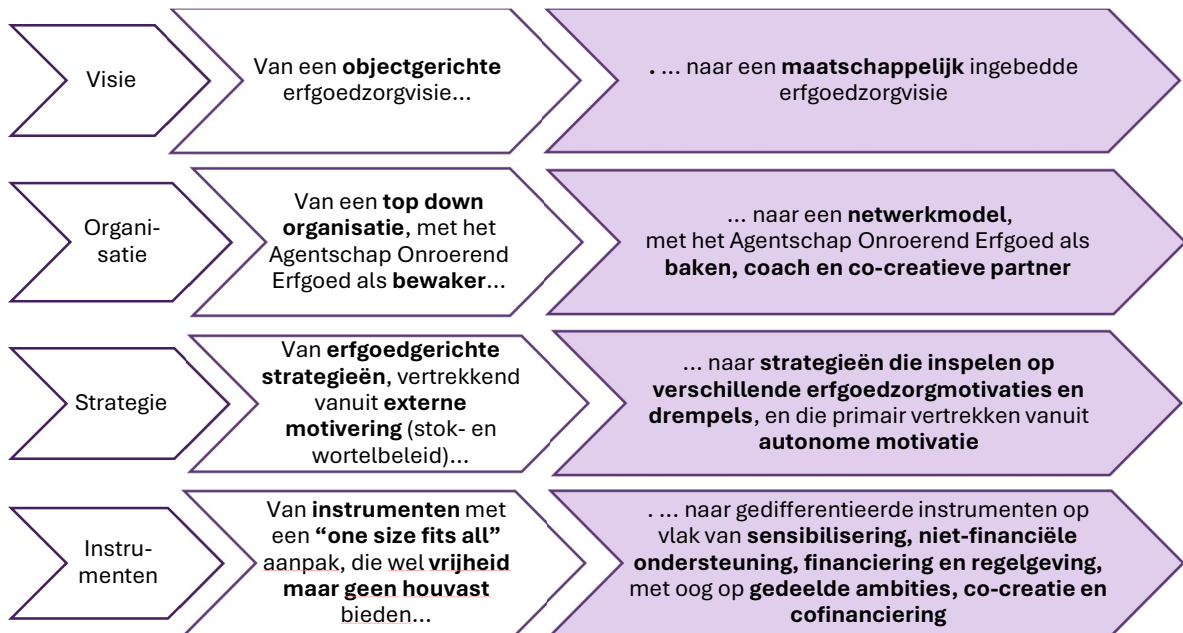 Visie
Van een objectgerichte
erfgoedzorgvisie...
. ... naar een maatschappelijk ingebedde
erfgoedzorgvisie
Organi-
satie
Van een top down
organisatie, met het
Agentschap Onroerend
Erfgoed als bewaker...
... naar een netwerkmodel,
met het Agentschap Onroerend Erfgoed als
baken, coach en co-creatieve partner
Strategie
Van erfgoedgerichte
strategieën, vertrekkend
vanuit externe
motivering (stok- en
wortelbeleid)...
... naar strategieën die inspelen op
verschillende erfgoedzorgmotivaties en
drempels, en die primair vertrekken vanuit
autonome motivatie
Instru-
menten
Van instrumenten met
een “one size fits all”
aanpak, die wel vrijheid
maar geen houvast
bieden...
. ... naar gedifferentieerde instrumenten op
vlak van sensibilisering, niet-financiële
ondersteuning, financiering en regelgeving,
met oog op gedeelde ambities, co-creatie en
cofinanciering